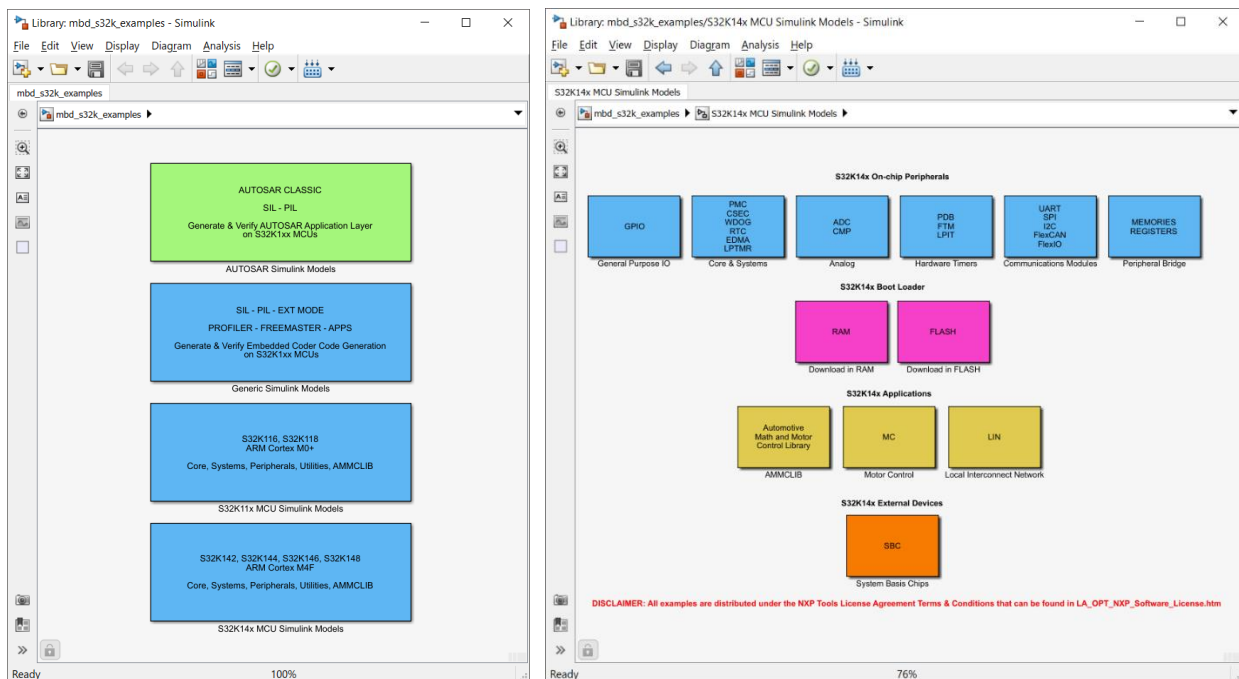 Library: mbd_s32k_examples - Simulink
File Edit View Display Diagram Analysis Help
mbd_s32k_examples
mbd_s32k_examples
AUTOSAR CLASSIC
SIL - PIL
Generate & Verify AUTOSAR Application Layer
on S32K1xx MCUs
AUTOSAR Simulink Models
SIL - PIL - EXT MODE
PROFILER - FREEMASTER - APPS
Generate & Verify Embedded Coder Code Generation
on S32K1xx MCUs
Generic Simulink Models
S32K116, S32K118
ARM Cortex M0+
Core, Systems, Peripherals, Utilities, AMMCLIB
S32K11x MCU Simulink Models
S32K142, S32K144, S32K146, S32K148
ARM Cortex M4F
Core, Systems, Peripherals, Utilities, AMMCLIB
S32K14x MCU Simulink Models
Ready 100%
Library: mbd_s32k_examples/S32K14x MCU Simulink Models - Simulink
File Edit View Display Diagram Analysis Help
S32K14x MCU Simulink Models
mbd_s32k_examples S32K14x MCU Simulink Models
S32K14x On-chip Peripherals
GPIO
General Purpose IO
PMC
CSEC
WDOG
RTC
EDMA
LPTMR
Core & Systems
ADC
CMP
Analog
PDB
FTM
LPIT
Hardware Timers
UART
SPI
I2C
FlexCAN
FlexIO
Communications Modules
MEMORIES
REGISTERS
Peripheral Bridge
S32K14x Boot Loader
RAM
Download in RAM
FLASH
Download in FLASH
S32K14x Applications
Automotive
Math and Motor
Control Library
AMMCLIB
MC
Motor Control
LIN
Local Interconnect Network
S32K14x External Devices
SBC
System Basis Chips
DISCLAIMER: All examples are distributed under the NXP Tools License Agreement Terms & Conditions that can be found in LA_OPT_NXP_Software_License.htm
Ready 76%